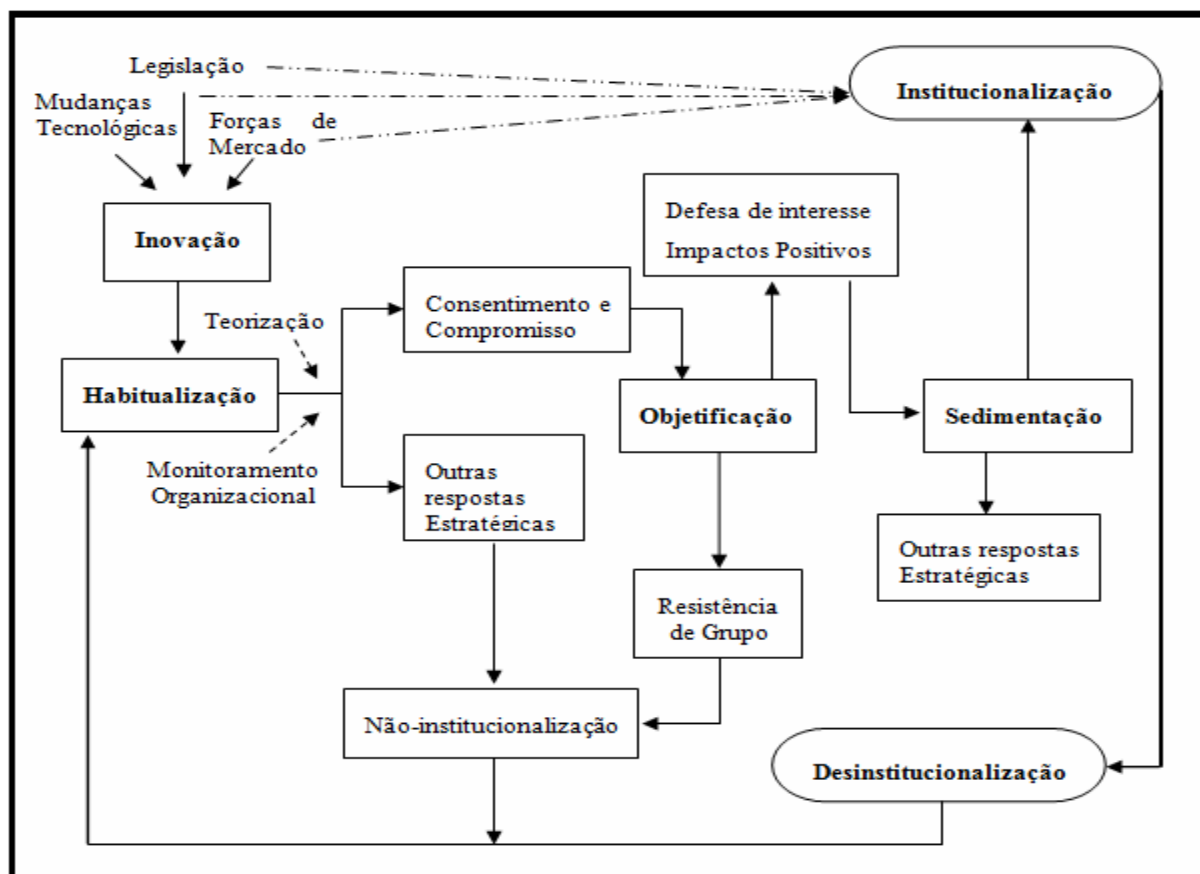 Legislação
Mudanças
Tecnológicas
Forças de
Mercado
Institucionalização
Inovação
Defesa de interesse
Impactos Positivos
Teorização
Consentimento e
Compromisso
Habitualização
Objetificação
Sedimentação
Monitoramento
Organizacional
Outras
respostas
Estratégicas
Outras respostas
Estratégicas
Resistência
de Grupo
Não-institucionalização
Desinstitucionalização